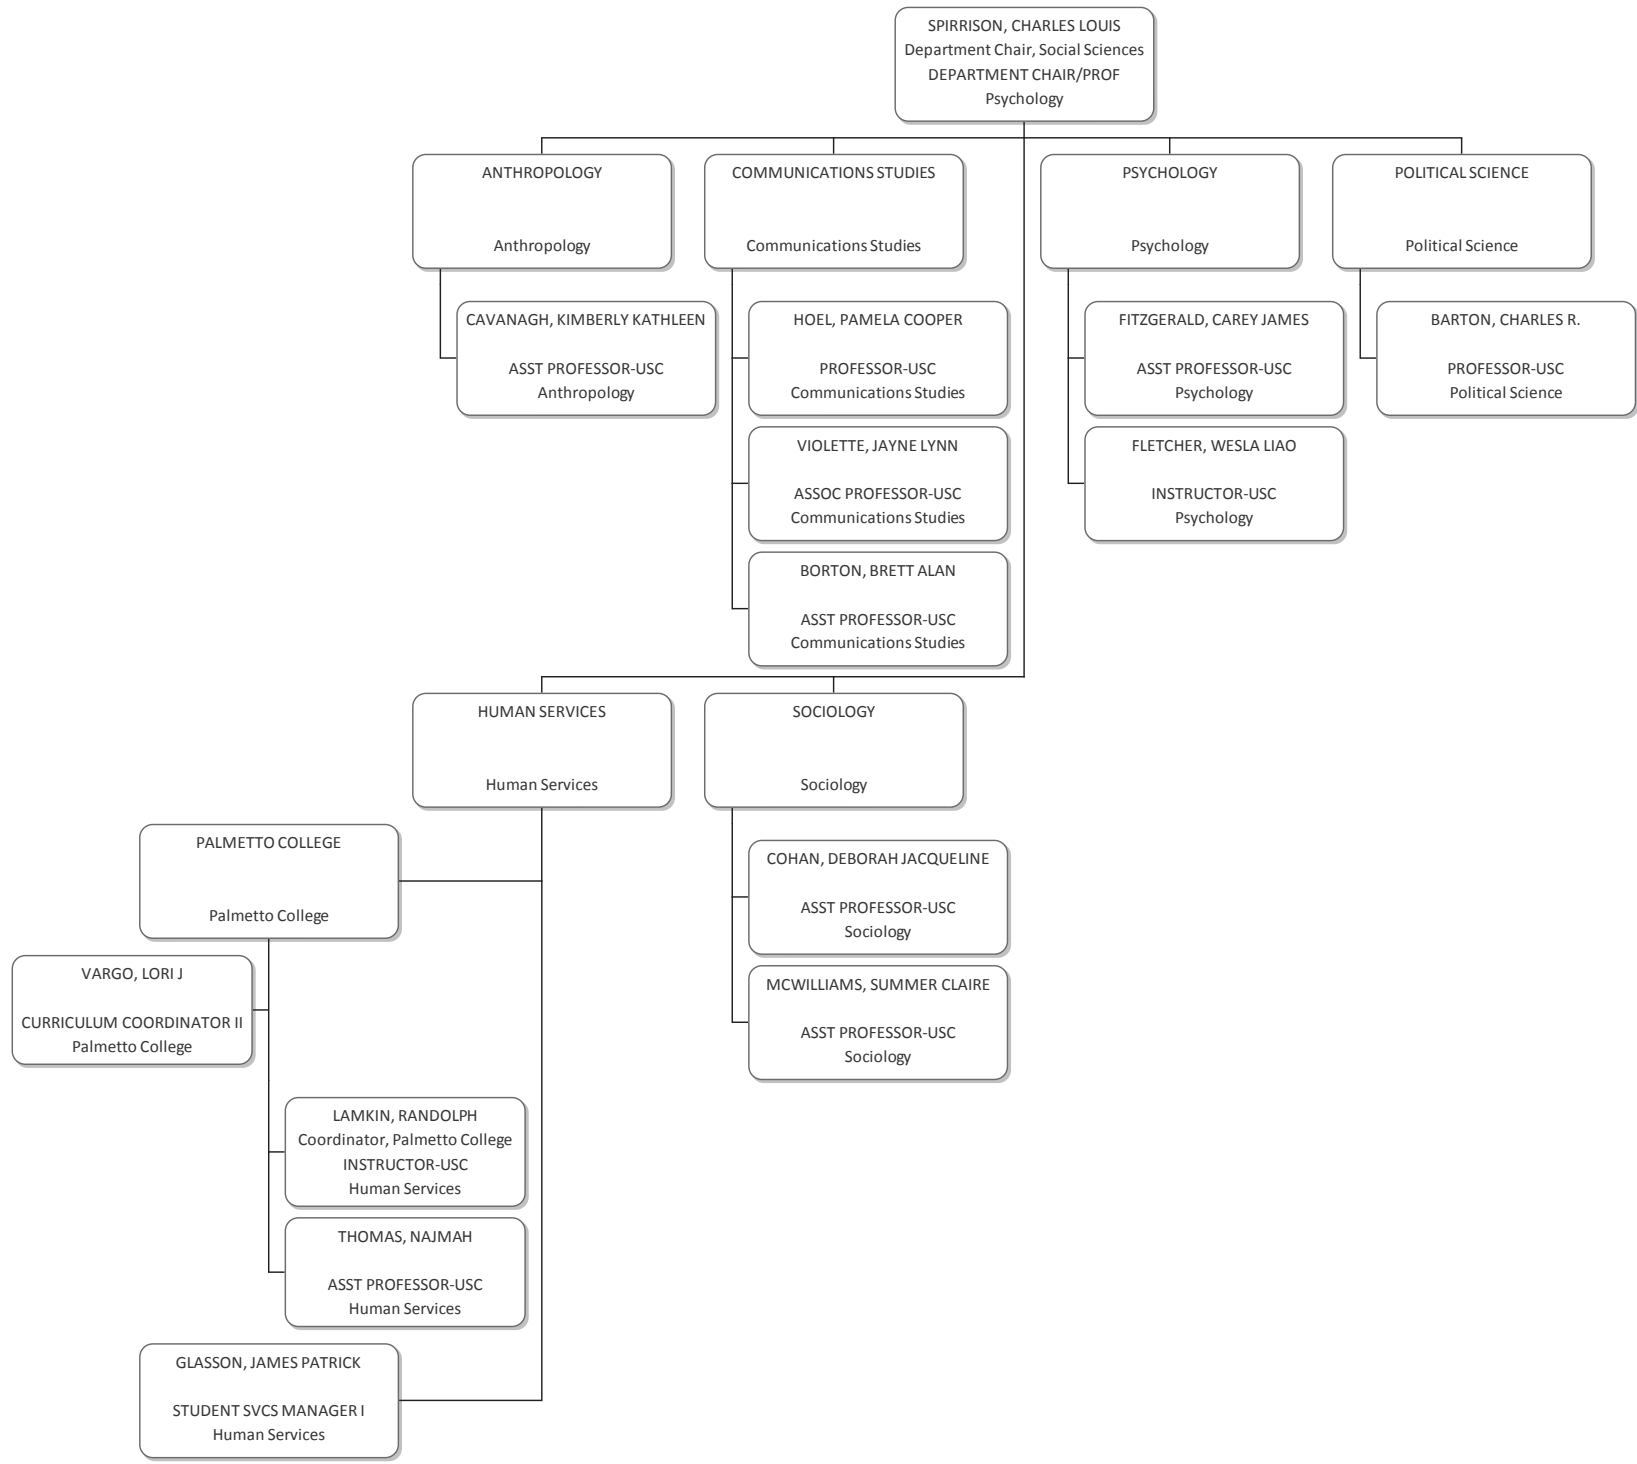 SPIRRISON, CHARLES LOUIS
Department Chair, Social Sciences
DEPARTMENT CHAIR/PROF
Psychology
ANTHROPOLOGY
Anthropology
COMMUNICATIONS STUDIES
Communications Studies
PSYCHOLOGY
Psychology
POLITICAL SCIENCE
Political Science
CAVANAGH, KIMBERLY KATHLEEN
ASST PROFESSOR-USC
Anthropology
HOEL, PAMELA COOPER
PROFESSOR-USC
Communications Studies
FITZGERALD, CAREY JAMES
ASST PROFESSOR-USC
Psychology
BARTON, CHARLES R.
PROFESSOR-USC
Political Science
VIOLETTE, JAYNE LYNN
ASSOC PROFESSOR-USC
Communications Studies
FLETCHER, WESLA LIAO
INSTRUCTOR-USC
Psychology
BORTON, BRETT ALAN
ASST PROFESSOR-USC
Communications Studies
HUMAN SERVICES
Human Services
SOCIOLOGY
Sociology
PALMETTO COLLEGE
Palmetto College
COHAN, DEBORAH JACQUELINE
ASST PROFESSOR-USC
Sociology
VARGO, LORI J
CURRICULUM COORDINATOR II
Palmetto College
MCWILLIAMS, SUMMER CLAIRE
ASST PROFESSOR-USC
Sociology
LAMKIN, RANDOLPH
Coordinator, Palmetto College
INSTRUCTOR-USC
Human Services
THOMAS, NAJMAH
ASST PROFESSOR-USC
Human Services
GLASSON, JAMES PATRICK
STUDENT SVCS MANAGER I
Human Services